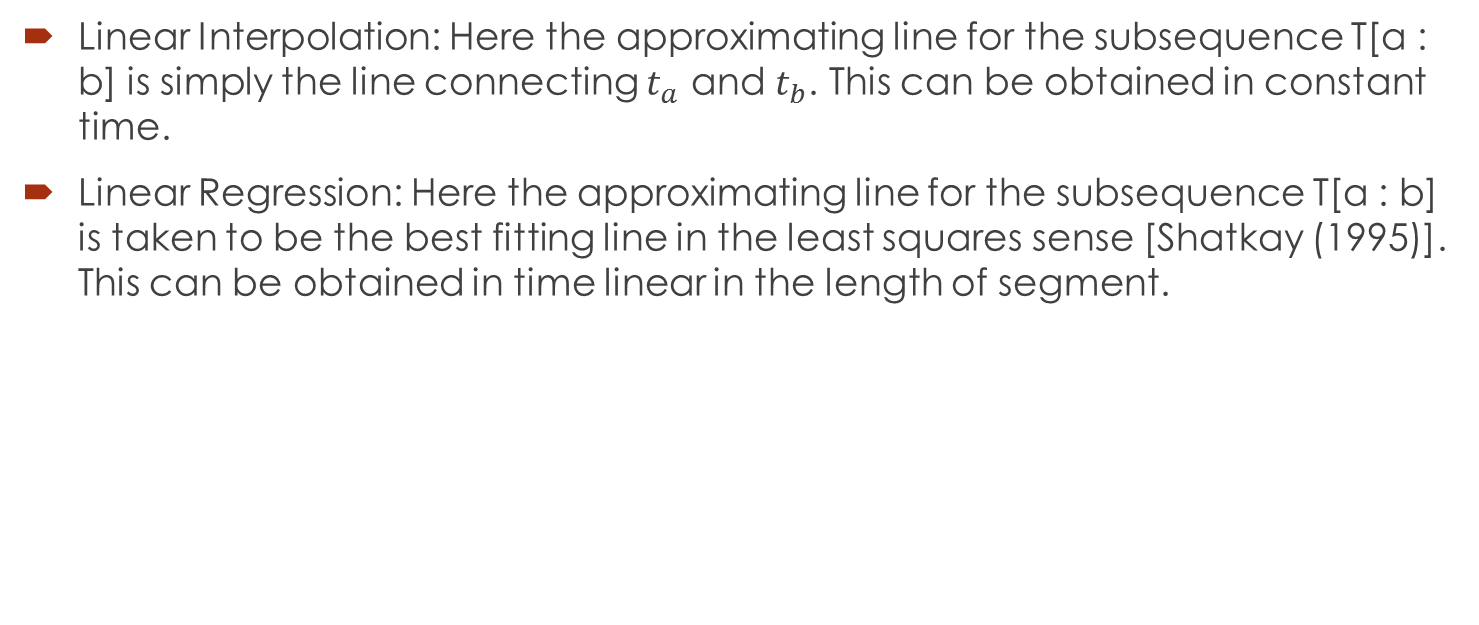 Linear Interpolation: Here the approximating line for the subsequence T[a :
b] is simply the line connecting tₐ and t_b. This can be obtained in constant
time.
Linear Regression: Here the approximating line for the subsequence T[a : b]
is taken to be the best fitting line in the least squares sense [Shatkay (1995)].
This can be obtained in time linear in the length of segment.